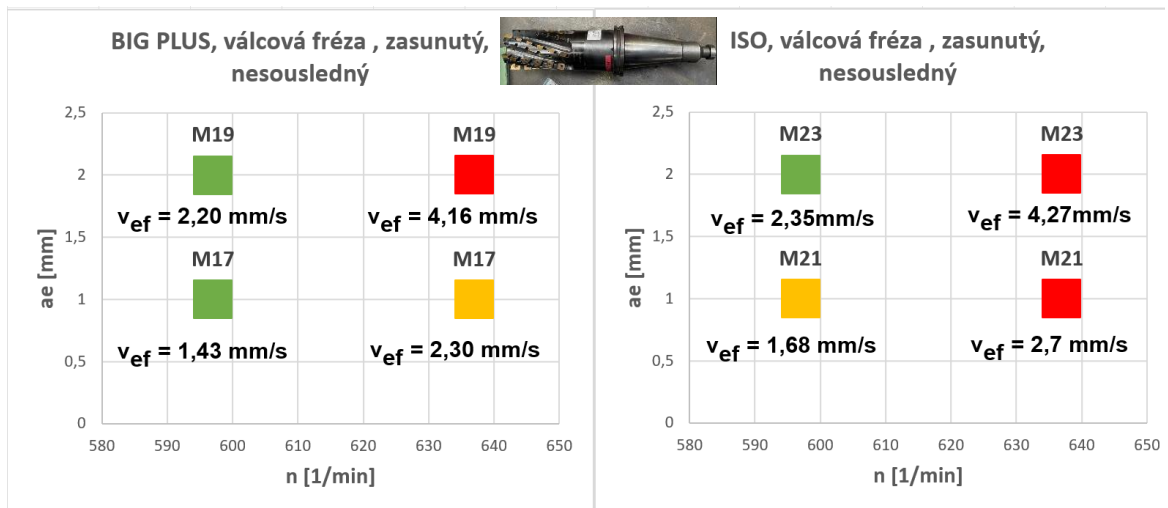 BIG PLUS, válcová fréza , zasunutý,
nesousledný
2,5
2
1,5
1
0,5
0
ae [mm]
M19
M19
v_ef = 2,20 mm/s
v_ef = 4,16 mm/s
M17
M17
v_ef = 1,43 mm/s
v_ef = 2,30 mm/s
580 590 600 610 620 630 640 650
n [1/min]
ISO, válcová fréza , zasunutý,
nesousledný
2,5
2
1,5
1
0,5
0
ae [mm]
M23
M23
v_ef = 2,35mm/s
v_ef = 4,27mm/s
M21
M21
v_ef = 1,68 mm/s
v_ef = 2,7 mm/s
580 590 600 610 620 630 640 650
n [1/min]